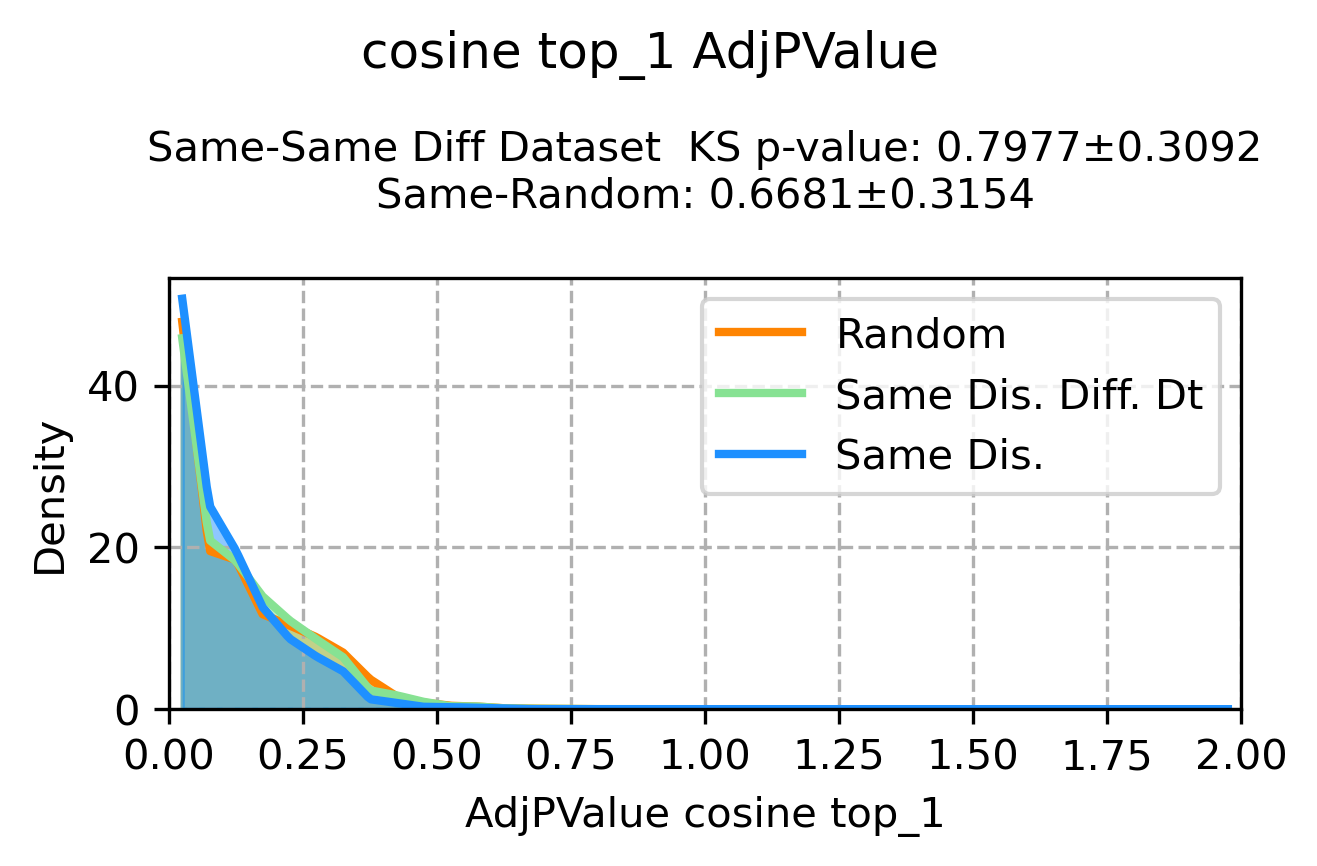 cosine top_1 AdjPValue
Same-Same Diff Dataset  KS p-value: 0.7977±0.3092
Same-Random: 0.6681±0.3154
Random
Same Dis. Diff. Dt
Same Dis.
Density
40
20
0
0.00 0.25 0.50 0.75 1.00 1.25 1.50 1.75 2.00
AdjPValue cosine top_1